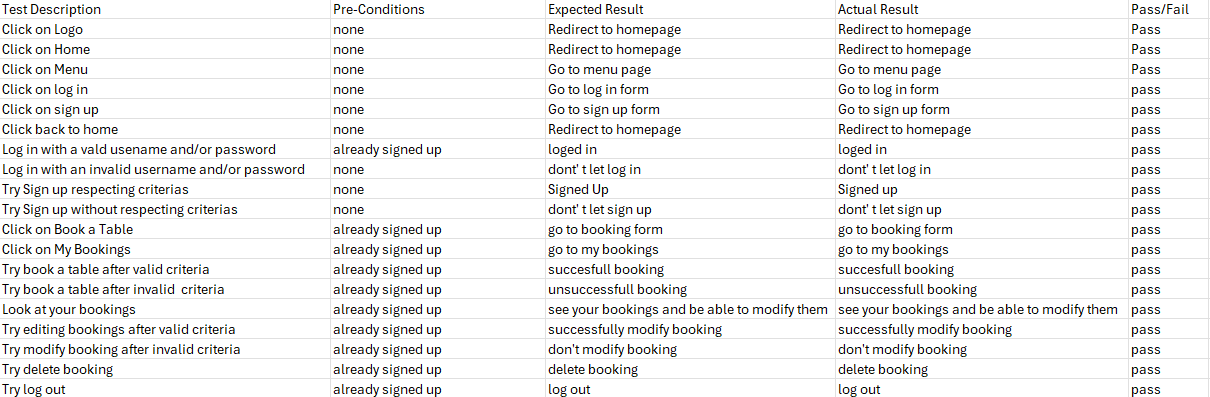 Test Description Pre-Conditions Expected Result Actual Result Pass/Fail
Click on Logo none Redirect to homepage Redirect to homepage Pass
Click on Home none Redirect to homepage Redirect to homepage Pass
Click on Menu none Go to menu page Go to menu page Pass
Click on log in none Go to log in form Go to log in form pass
Click on sign up none Go to sign up form Go to sign up form pass
Click back to home none Redirect to homepage Redirect to homepage pass
Log in with a vald usename and/or password already signed up loged in loged in pass
Log in with an invalid username and/or password none dont' t let log in dont' t let log in pass
Try Sign up respecting criterias none Signed Up Signed up pass
Try Sign up without respecting criterias none dont' t let sign up dont' t let sign up pass
Click on Book a Table already signed up go to booking form go to booking form pass
Click on My Bookings already signed up go to my bookings go to my bookings pass
Try book a table after valid criteria already signed up succesfull booking succesfull booking pass
Try book a table after invalid  criteria already signed up unsuccessfull booking unsuccessfull booking pass
Look at your bookings already signed up see your bookings and be able to modify them see your bookings and be able to modify them pass
Try editing bookings after valid criteria already signed up successfully modify booking successfully modify booking pass
Try modify booking after invalid criteria already signed up don't modify booking don't modify booking pass
Try delete booking already signed up delete booking delete booking pass
Try log out already signed up log out log out pass